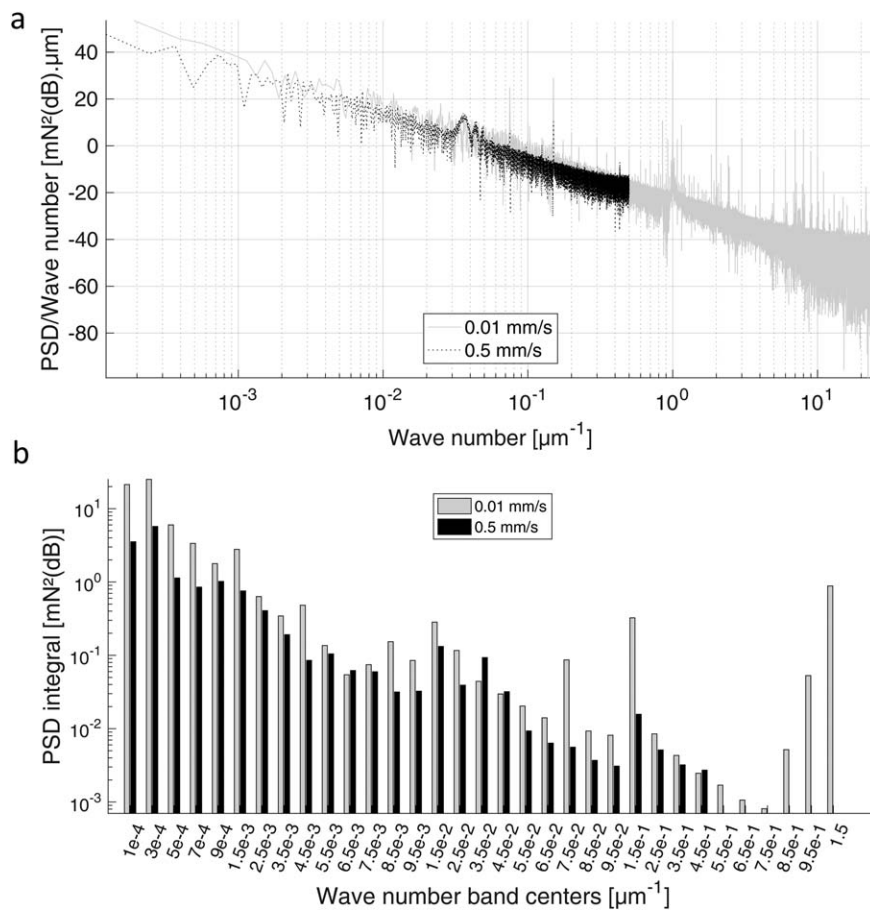 a
PSD/Wave number [mN²(dB).µm]
40
20
0
-20
-40
-60
-80
0.01 mm/s
0.5 mm/s
10⁻³
10⁻²
10⁻¹
10⁰
10¹
Wave number [µm⁻¹]
b
PSD integral [mN²(dB)]
10¹
10⁰
10⁻¹
10⁻²
10⁻³
0.01 mm/s
0.5 mm/s
1e-4
3e-4
5e-4
7e-4
9e-4
1.5e-3
2.5e-3
3.5e-3
4.5e-3
5.5e-3
6.5e-3
7.5e-3
8.5e-3
9.5e-3
1.5e-2
2.5e-2
3.5e-2
4.5e-2
5.5e-2
6.5e-2
7.5e-2
8.5e-2
9.5e-2
1.5e-1
2.5e-1
3.5e-1
4.5e-1
5.5e-1
6.5e-1
7.5e-1
8.5e-1
9.5e-1
1.5
Wave number band centers [µm⁻¹]